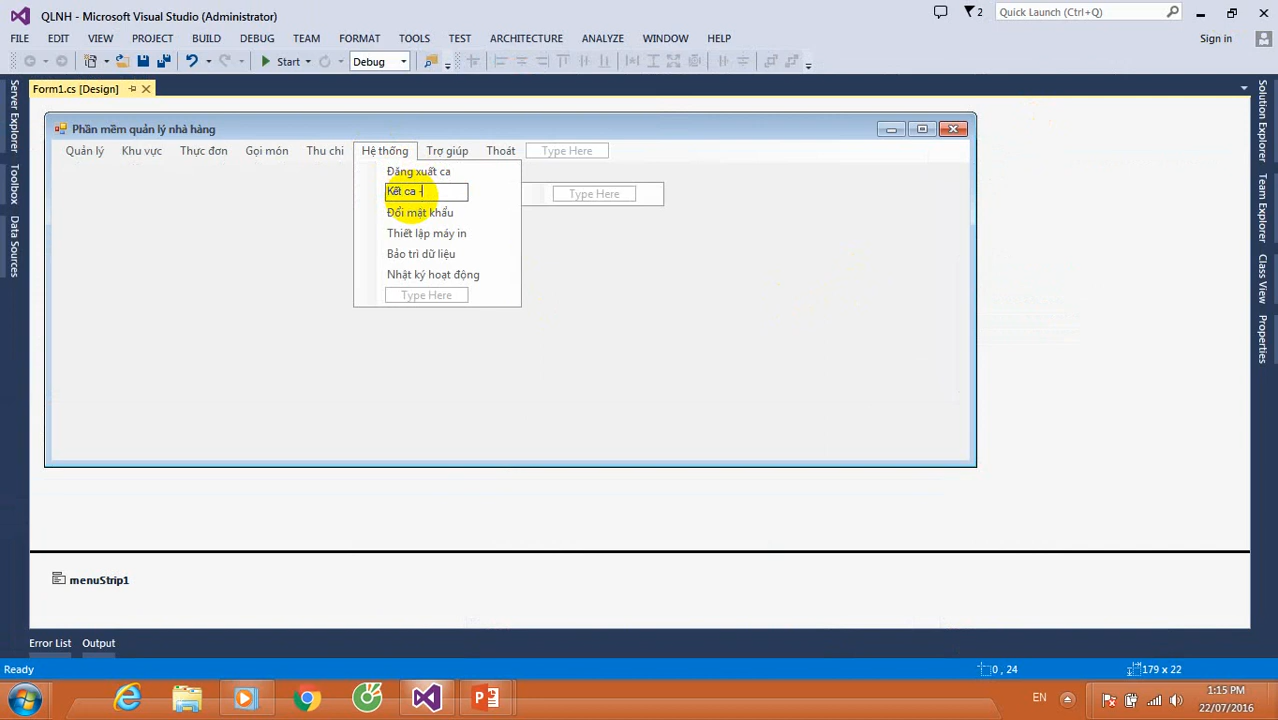 QLNH - Microsoft Visual Studio (Administrator)
2
Quick Launch (Ctrl+Q)
FILE EDIT VIEW PROJECT BUILD DEBUG TEAM FORMAT TOOLS TEST ARCHITECTURE ANALYZE WINDOW HELP
Sign in
Start Debug
Form1.cs [Design]
Server Explorer
Toolbox
Data Sources
Phần mềm quản lý nhà hàng
Quản lý Khu vực Thực đơn Gọi món Thu chi Hệ thống Trợ giúp Thoát Type Here
Đăng xuất ca
Kết ca -
Type Here
Đổi mật khẩu
Thiết lập máy in
Bảo trì dữ liệu
Nhật ký hoạt động
Type Here
Solution Explorer
Team Explorer
Class View
Properties
menuStrip1
Error List Output
Ready
0 , 24
179 x 22
EN
1:15 PM
22/07/2016